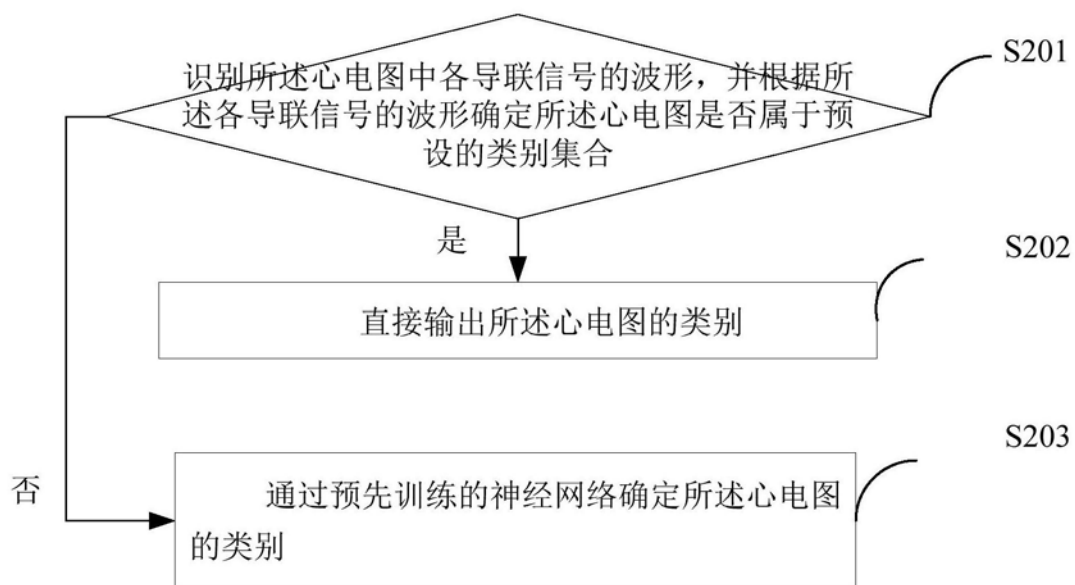 识别所述心电图中各导联信号的波形，并根据所
述各导联信号的波形确定所述心电图是否属于预
设的类别集合
S201
是
S202
直接输出所述心电图的类别
S203
否
通过预先训练的神经网络确定所述心电图
的类别